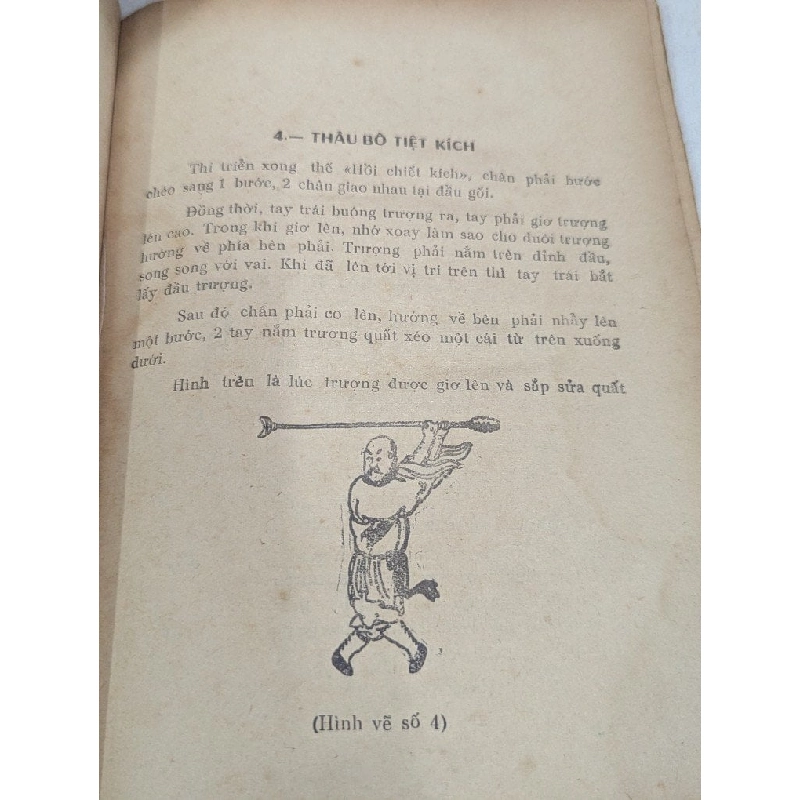 4.— THÂU BỘ TIỆT KÍCH
Thi triển xong thế «Hồi chiết kích», chân phải bước
chéo sang 1 bước, 2 chân giao nhau tại đầu gối.
Đồng thời, tay trái buông trượng ra, tay phải giơ trượng
lên cao. Trong khi giơ lên, nhớ xoay làm sao cho đuôi trượng
hướng về phía bên phải. Trượng phải nằm trên đỉnh đầu,
song song với vai. Khi đã lên tới vị trí trên thì tay trái bắt
lấy đầu trượng.
Sau đó chân phải co lên, hướng về bên phải nhảy lên
một bước, 2 tay nắm trương quất xéo một cái từ trên xuống
dưới.
Hình trên là lúc trượng được giơ lên và sắp sửa quất
(Hình vẽ số 4)